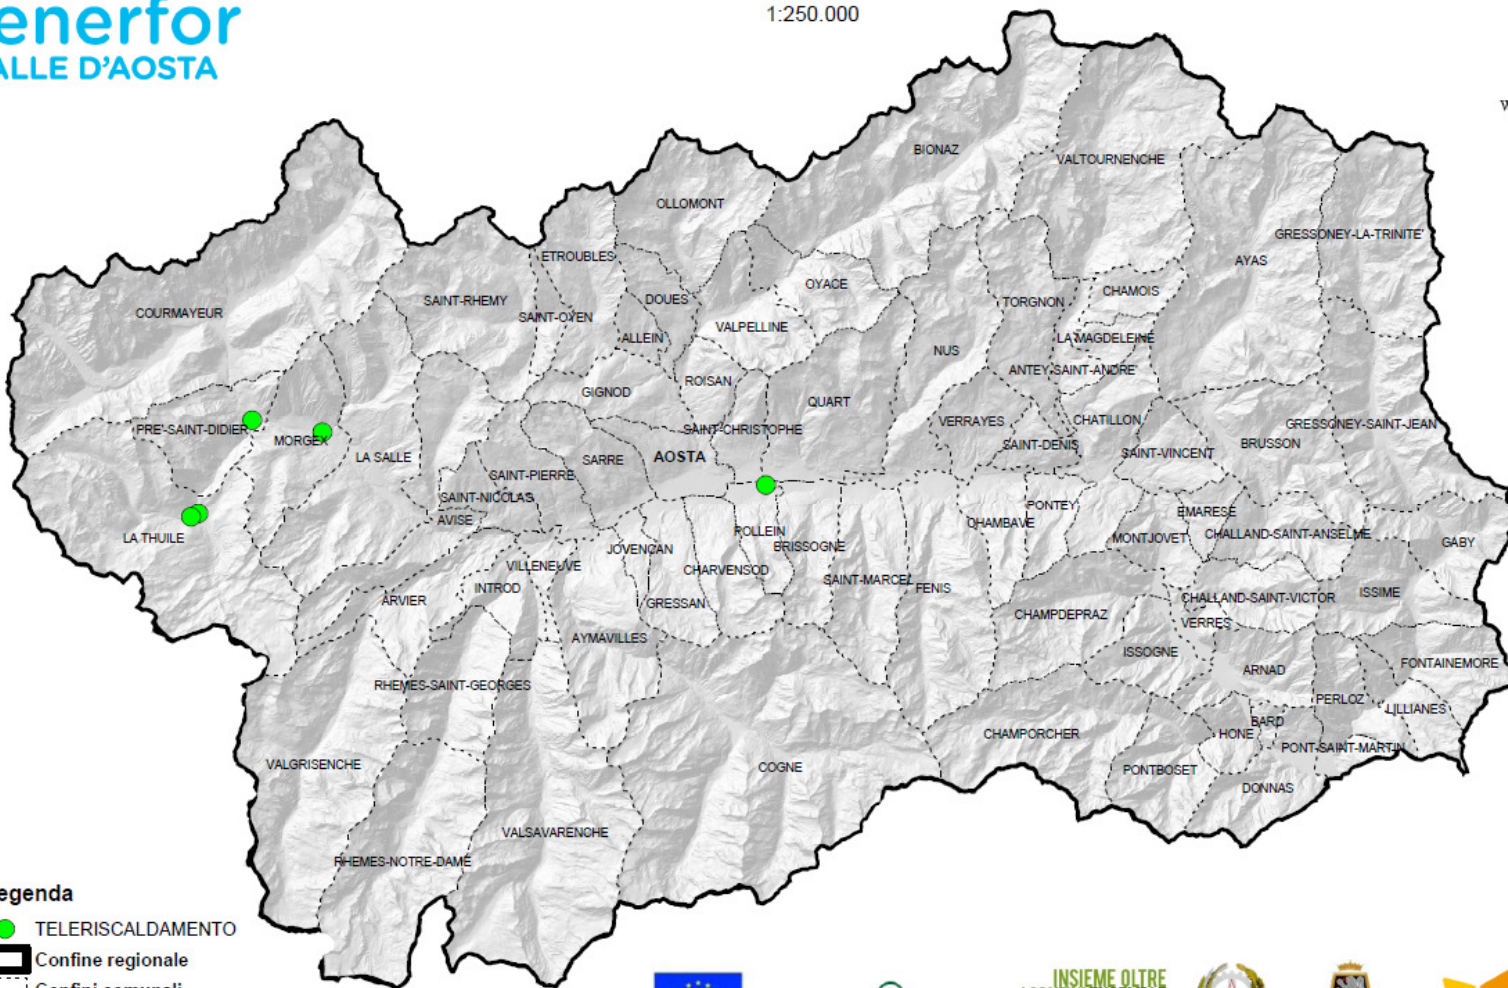 enerfor
ALLE D'AOSTA
1:250.000
BIONAZ
VALTOURNENCHE
OLLOMONT
GRESSONEY-LA-TRINITE'
ETROUBLES
AYAS
OYACE
CHAMOIS
DOUES
SAINT-RHEMY
TORGNON
COURMAYEUR
SAINT-OYEN
VALPELLINE
ALLEIN
LA MAGDELEINE
NUS
ANTEY-SAINT-ANDRE'
ROISAN
GIGNOD
QUART
VERRAYES
CHATILLON
GRESSONEY-SAINT-JEAN
PRE'-SAINT-DIDIER
SAINT-CHRISTOPHE
MORGEX
SAINT-DENIS
BRUSSON
SAINT-VINCENT
LA SALLE
AOSTA
SARRE
SAINT-PIERRE
SAINT-NICOLAS
PONTEY
EMARESE
AVISE
CHAMBAVE
POLLEIN
CHALLAND-SAINT-ANSELME
LA THUILE
MONTJOVET
GABY
BRISSOGNE
JOVENCAN
VILLENEUVE
CHARVENSOD
SAINT-MARCEL
FENIS
INTROD
ISSIME
CHALLAND-SAINT-VICTOR
ARVIER
GRESSAN
CHAMPDEPRAZ
VERRES
AYMAVILLES
ISSOGNE
FONTAINEMORE
ARNAD
RHEMES-SAINT-GEORGES
PERLOZ
LILLIANES
BARD
CHAMPORCHER
HONE
PONT-SAINT-MARTIN
VALGRISENCHE
COGNE
PONTBOSET
DONNAS
VALSAVARENCHE
RHEMES-NOTRE-DAME
egenda
TELERISCALDAMENTO
Confine regionale
Confini comunali
INSIEME OLTRE